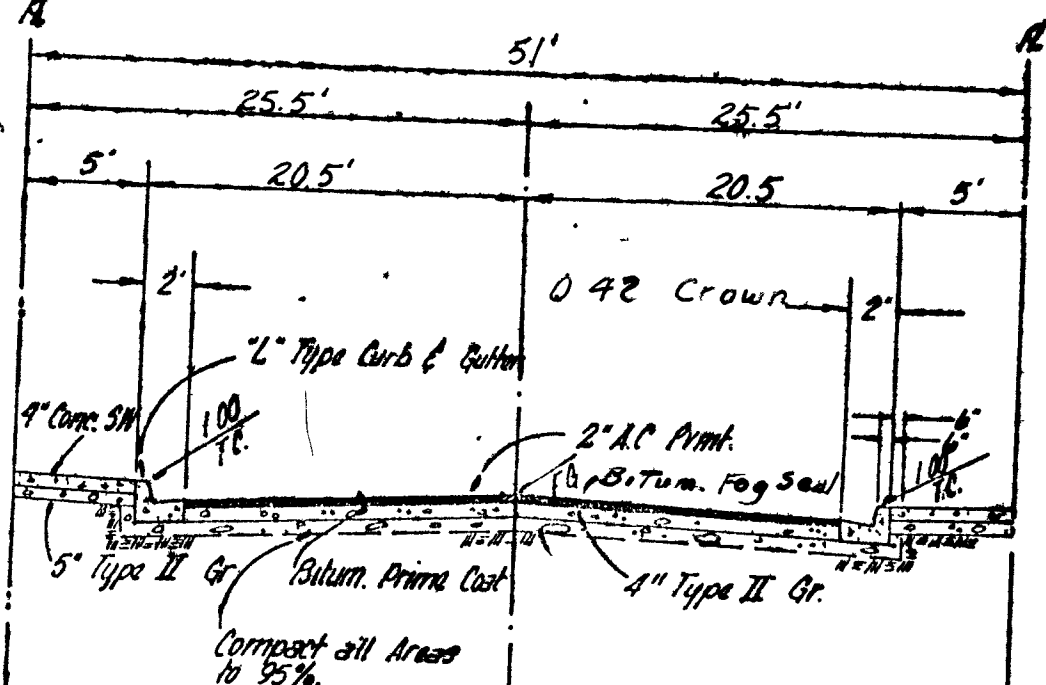 51'
25.5'
25.5'
5'
20.5'
20.5
5'
2'
0 42 Crown
2'
"L" Type Curb & Gutter
4" Conc. SW
1.00
T.C.
2" A.C Pvmt.
6"
6"
1.00
T.C.
Bitum. Fog Seal
5" Type II Gr
Bitum. Prime Coat
4" Type II Gr.
Compact all Areas
to 95%.